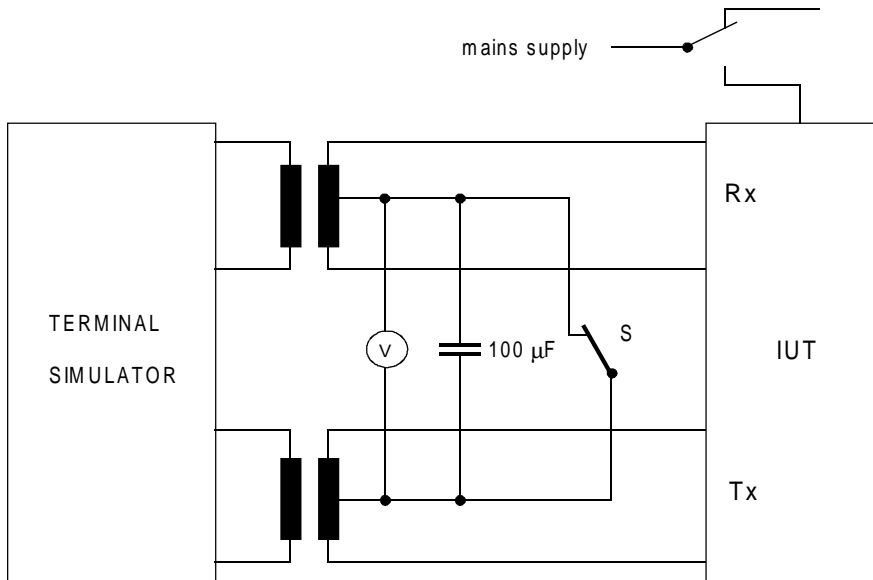 mains supply
Rx
TERMINAL
SIMULATOR
V
100 μF
S
IUT
Tx